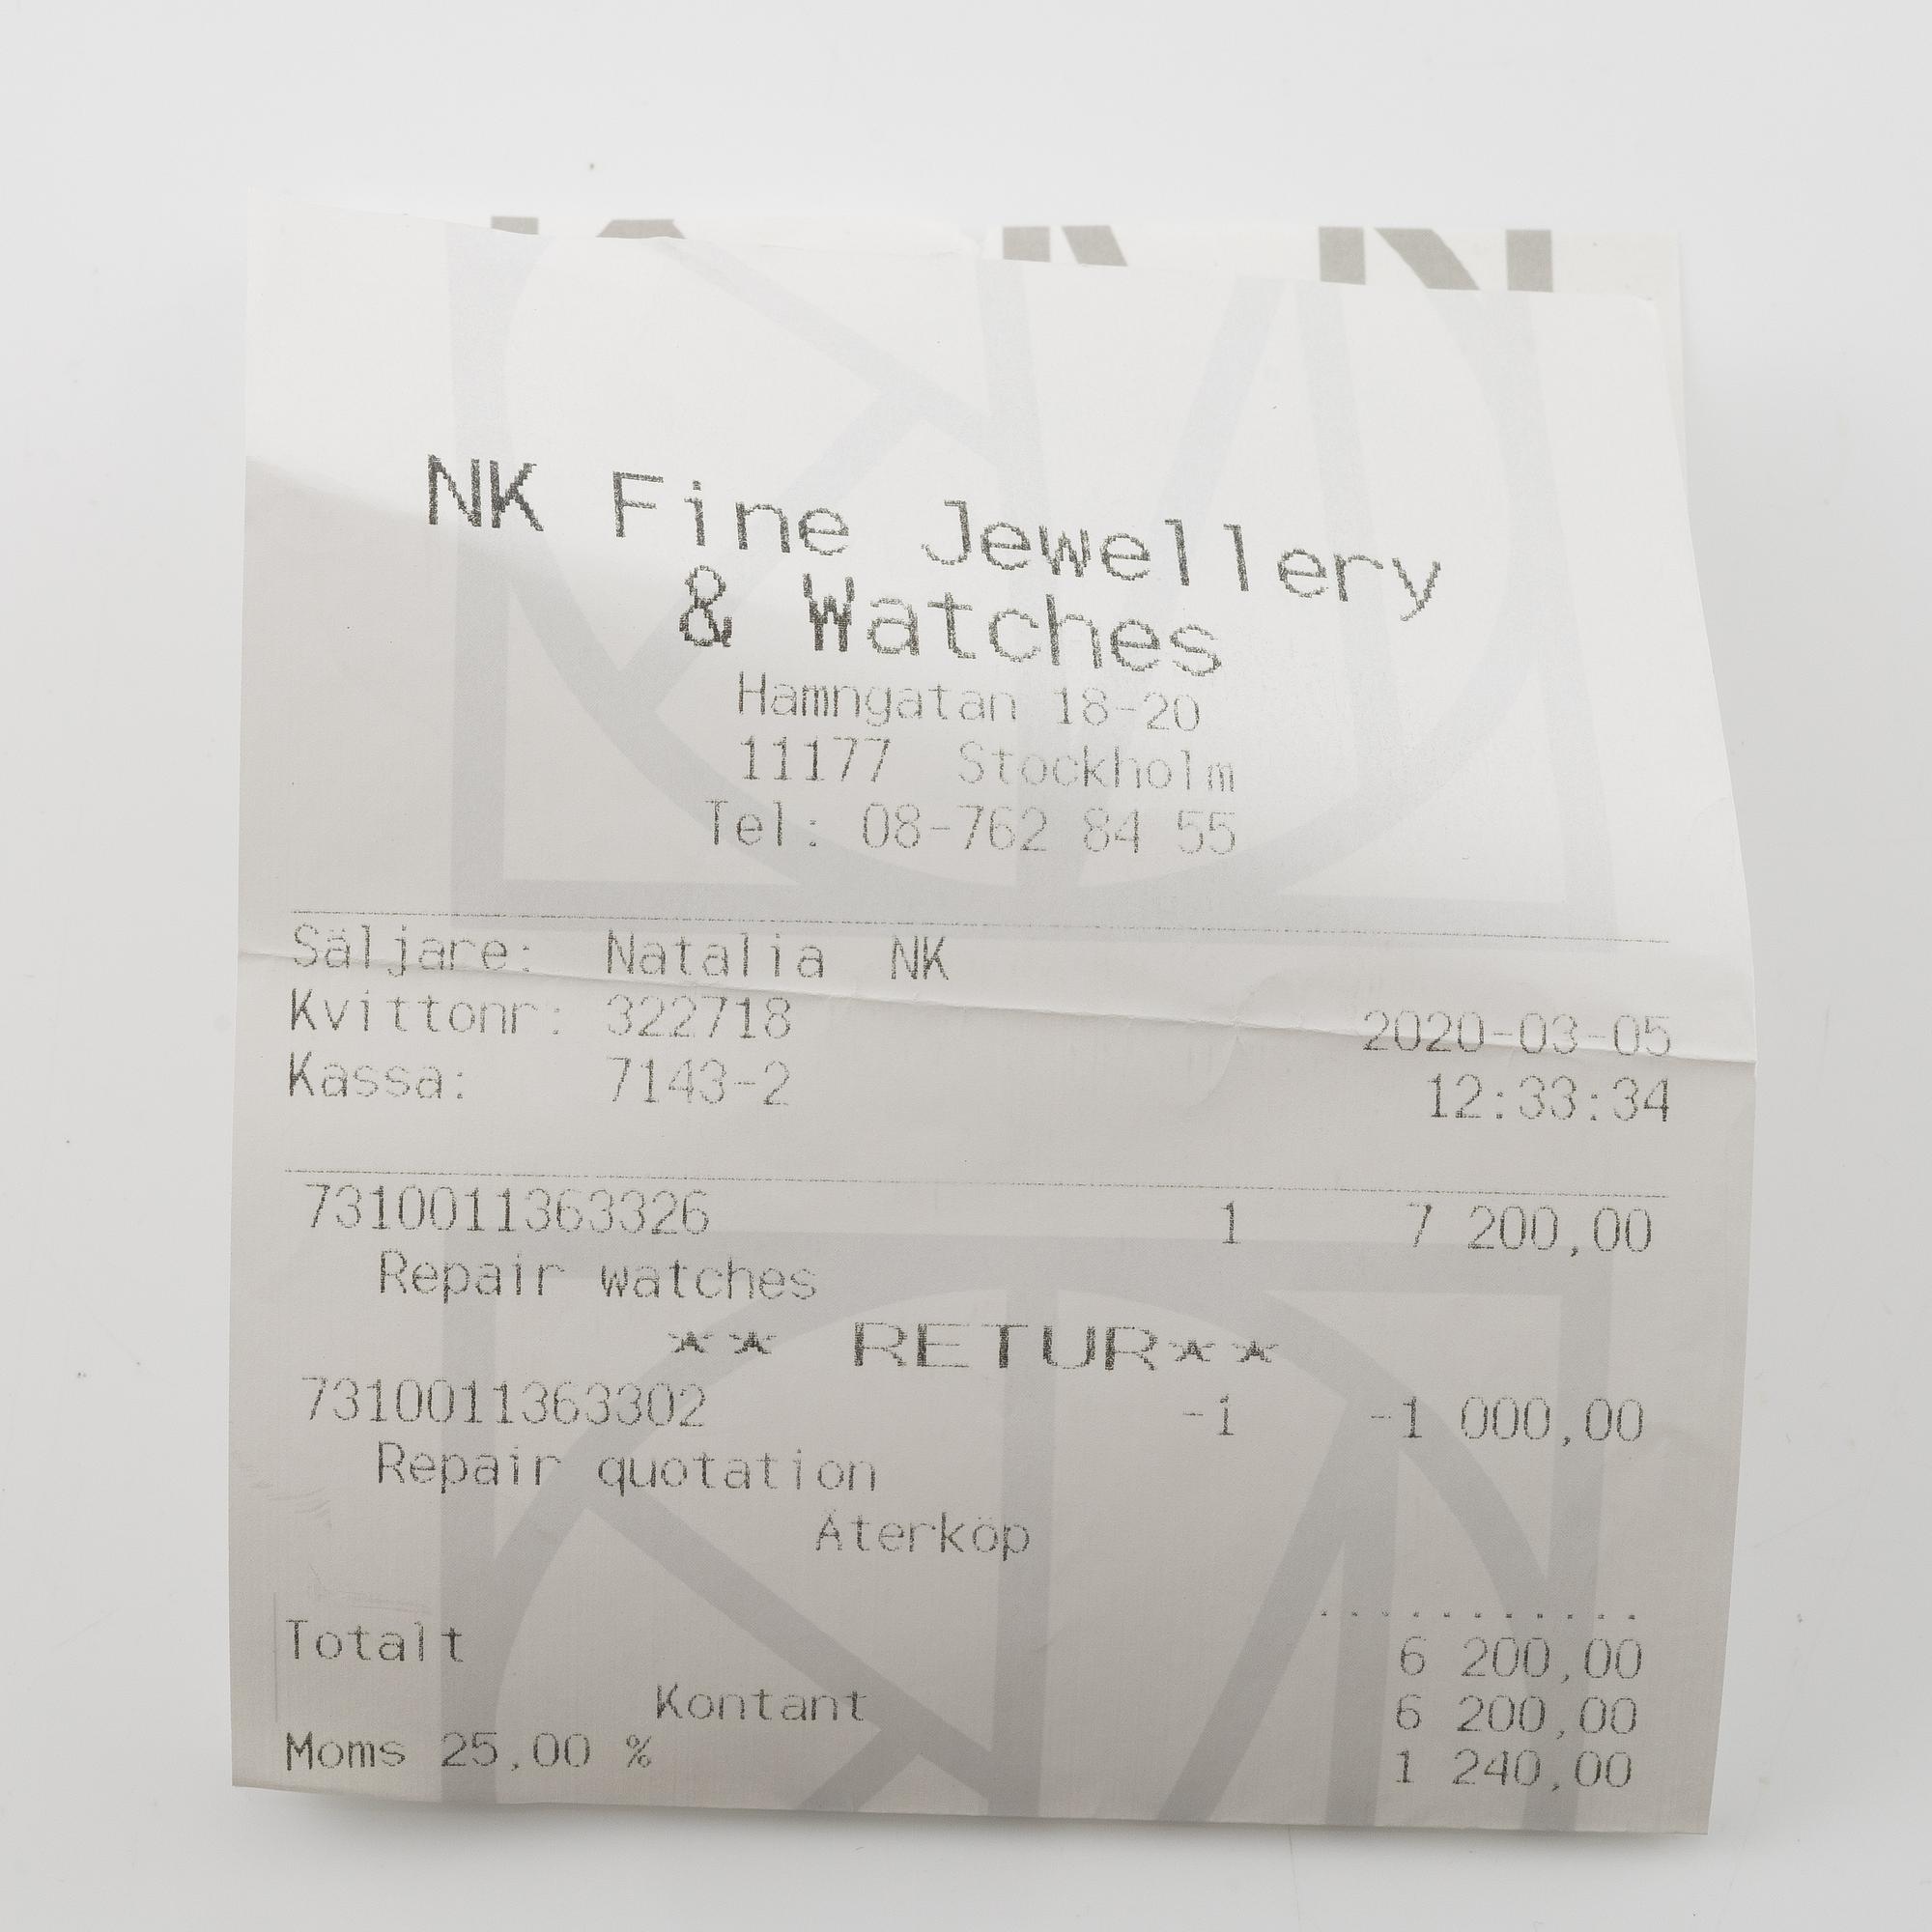 NK Fine Jewellery
& Watches
Hamngatan 18-20
11177 Stockholm
Tel: 08-762 84 55
Säljare: Natalia NK
Kvittonr: 322718 2020-03-05
Kassa: 7143-2 12:33:34
7310011363326 1 7 200,00
Repair watches
** RETUR**
7310011363302 -1 -1 000,00
Repair quotation
Återköp
Totalt 6 200,00
Kontant 6 200,00
Moms 25,00 % 1 240,00